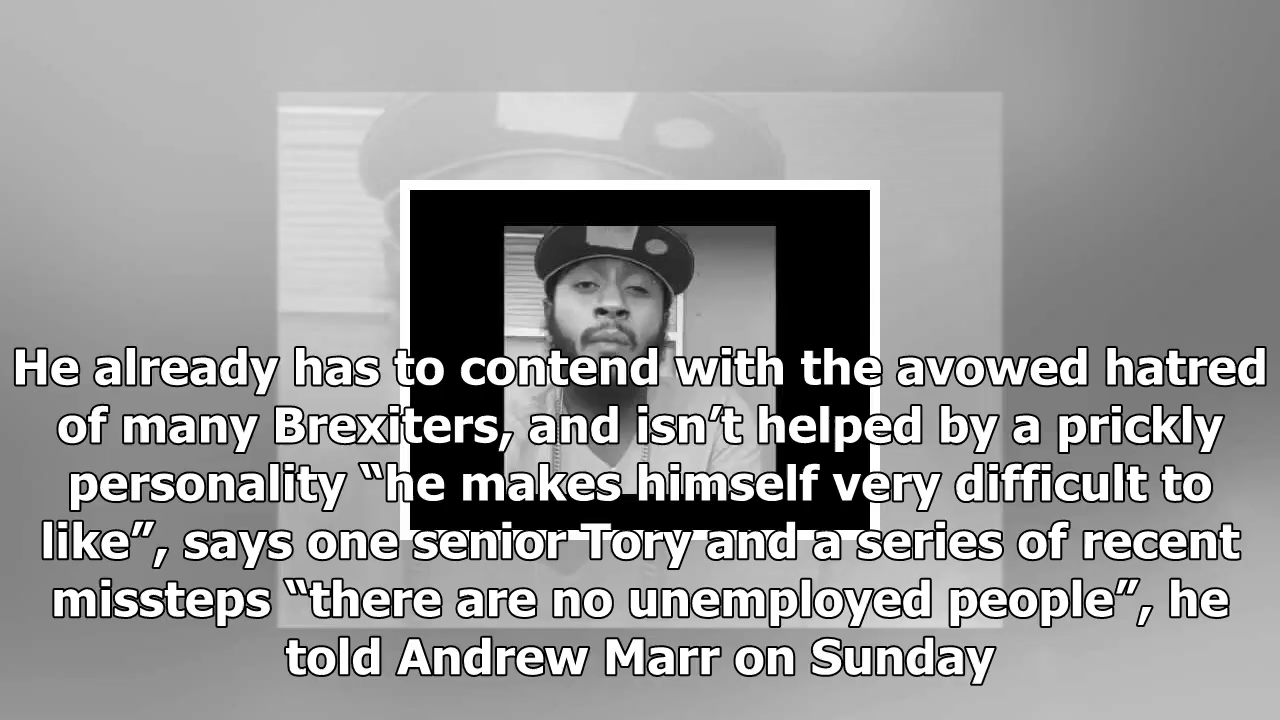 He already has to contend with the avowed hatred
of many Brexiters, and isn’t helped by a prickly
personality “he makes himself very difficult to
like”, says one senior Tory and a series of recent
missteps “there are no unemployed people”, he
told Andrew Marr on Sunday